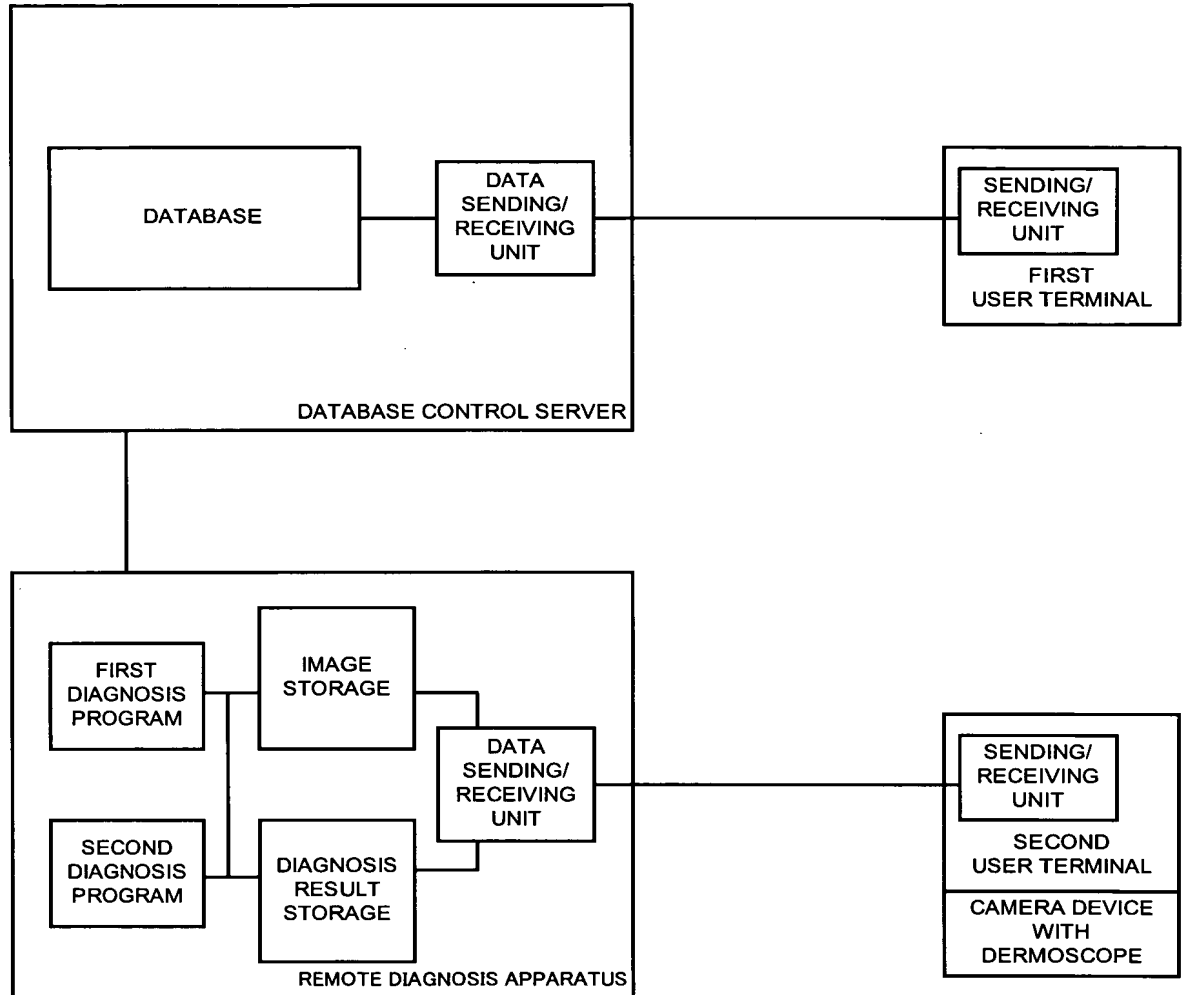 DATABASE
DATA
SENDING/
RECEIVING
UNIT
DATABASE CONTROL SERVER
SENDING/
RECEIVING
UNIT
FIRST
USER TERMINAL
FIRST
DIAGNOSIS
PROGRAM
IMAGE
STORAGE
SECOND
DIAGNOSIS
PROGRAM
DIAGNOSIS
RESULT
STORAGE
DATA
SENDING/
RECEIVING
UNIT
REMOTE DIAGNOSIS APPARATUS
SENDING/
RECEIVING
UNIT
SECOND
USER TERMINAL
CAMERA DEVICE
WITH
DERMOSCOPE